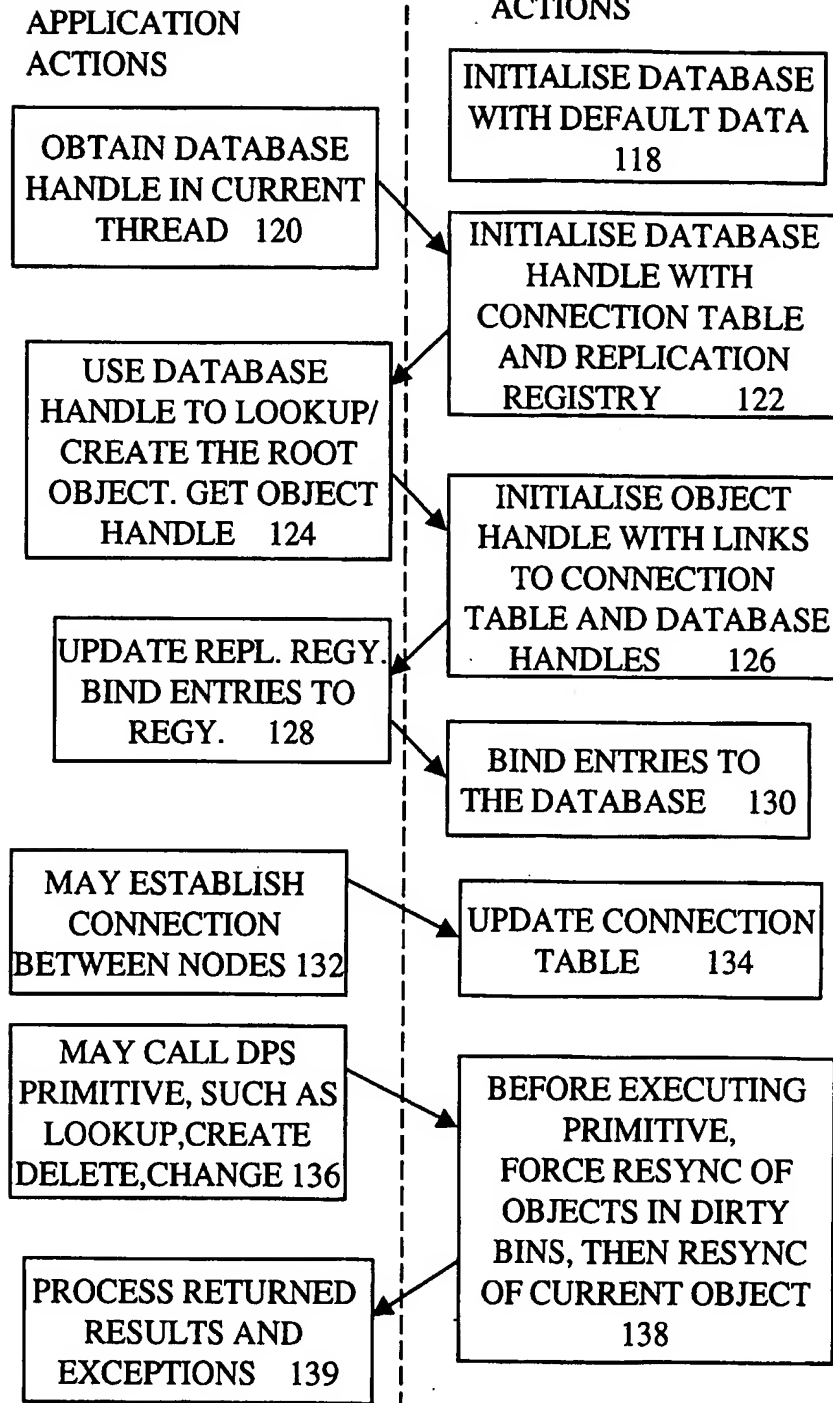 APPLICATION
ACTIONS
ACTIONS
INITIALISE DATABASE
WITH DEFAULT DATA
118
OBTAIN DATABASE
HANDLE IN CURRENT
THREAD 120
INITIALISE DATABASE
HANDLE WITH
CONNECTION TABLE
AND REPLICATION
REGISTRY 122
USE DATABASE
HANDLE TO LOOKUP/
CREATE THE ROOT
OBJECT. GET OBJECT
HANDLE 124
INITIALISE OBJECT
HANDLE WITH LINKS
TO CONNECTION
TABLE AND DATABASE
HANDLES 126
UPDATE REPL. REGY.
BIND ENTRIES TO
REGY. 128
BIND ENTRIES TO
THE DATABASE 130
MAY ESTABLISH
CONNECTION
BETWEEN NODES 132
UPDATE CONNECTION
TABLE 134
MAY CALL DPS
PRIMITIVE, SUCH AS
LOOKUP,CREATE
DELETE,CHANGE 136
BEFORE EXECUTING
PRIMITIVE,
FORCE RESYNC OF
OBJECTS IN DIRTY
BINS, THEN RESYNC
OF CURRENT OBJECT
138
PROCESS RETURNED
RESULTS AND
EXCEPTIONS 139